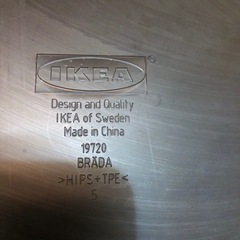 IKEA
Design and Quality
IKEA of Sweden
Made in China
19720
BRÄDA
>HIPS+TPE<
5